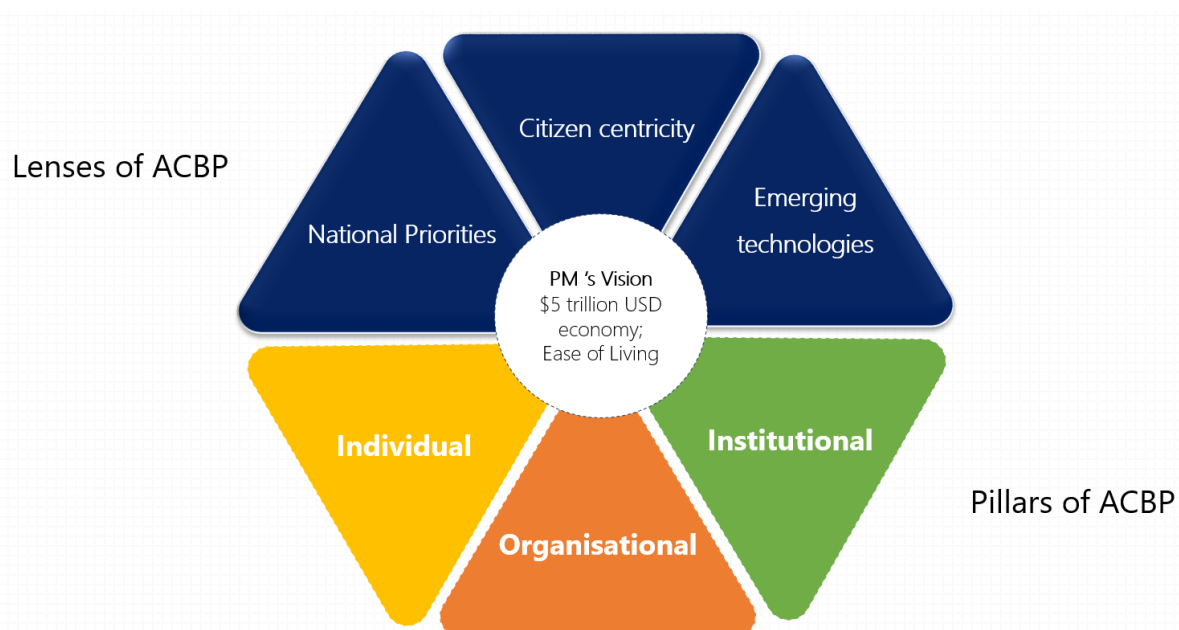 Citizen centricity
Lenses of ACBP
Emerging
technologies
National Priorities
PM ‘s Vision
$5 trillion USD
economy;
Ease of Living
Individual
Institutional
Pillars of ACBP
Organisational